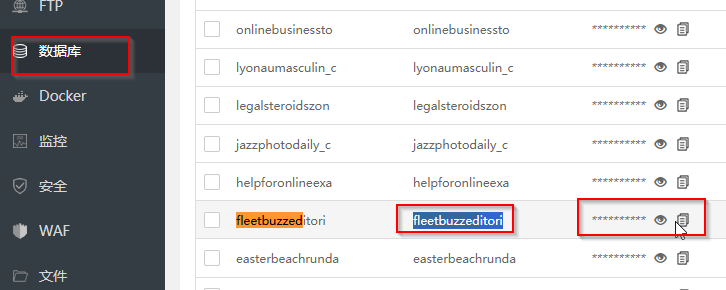 FTP
数据库
Docker
监控
安全
WAF
文件
onlinebusinessto onlinebusinessto ********** 
lyonaumasculin_c lyonaumasculin_c **********
legalsteroidszon legalsteroidszon **********
jazzphotodaily_c jazzphotodaily_c **********
helpforonlineexa helpforonlineexa **********
fleetbuzzeditori fleetbuzzeditori **********
easterbeachrunda easterbeachrunda **********